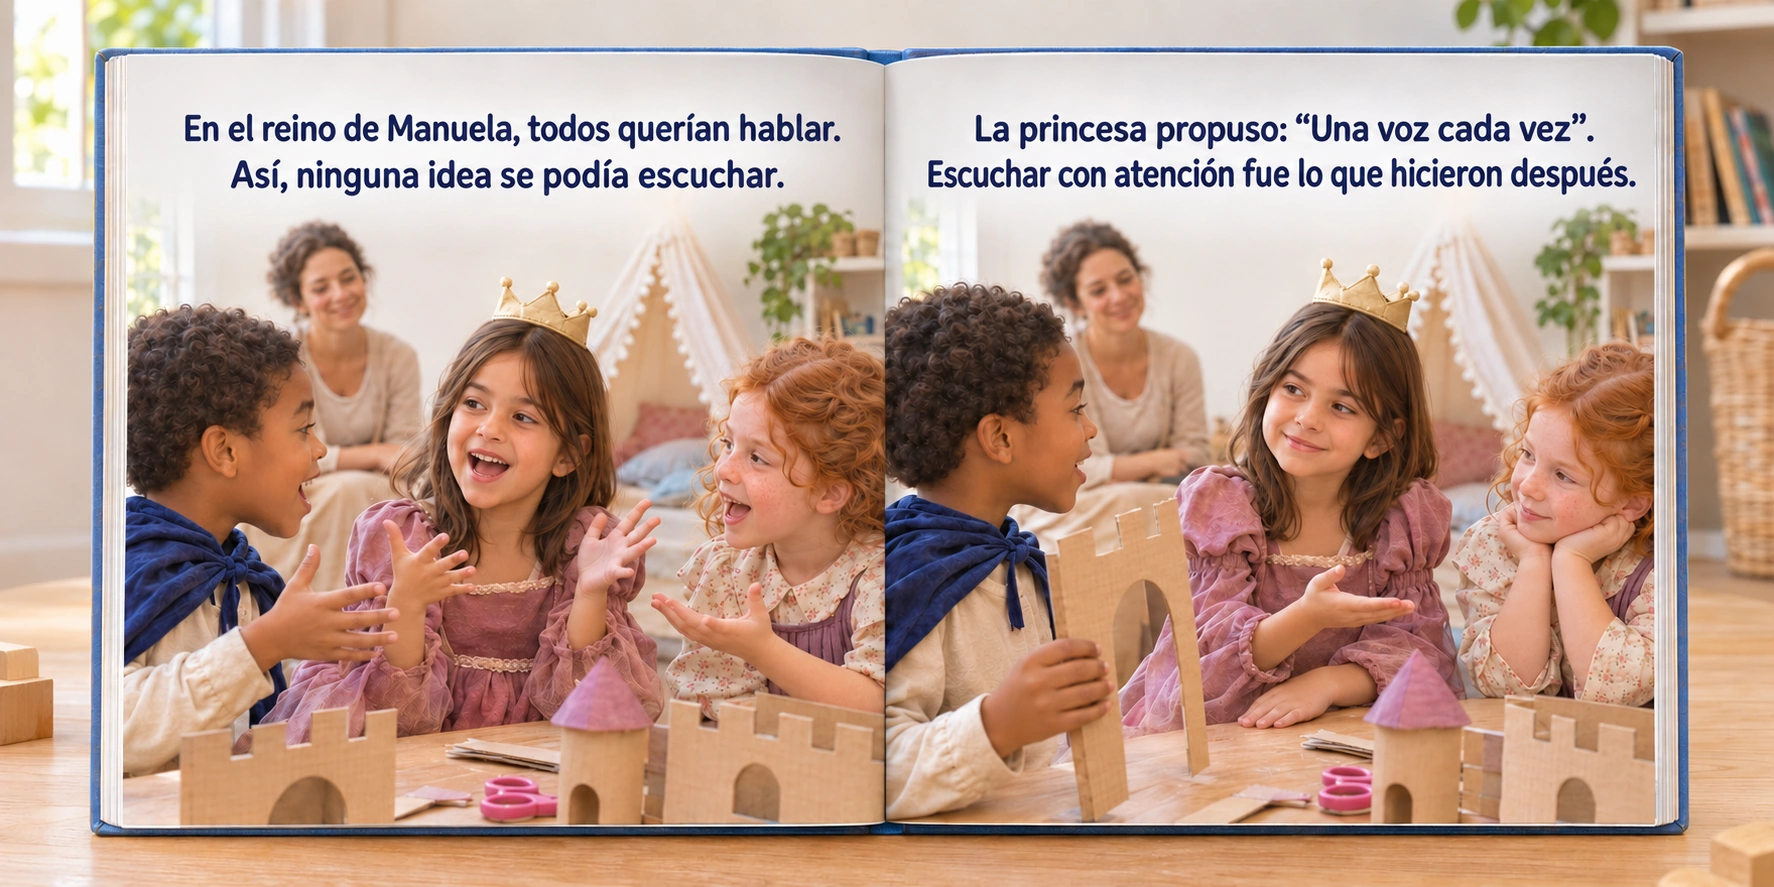 En el reino de Manuela, todos querían hablar.
Así, ninguna idea se podía escuchar.
La princesa propuso: “Una voz cada vez”.
Escuchar con atención fue lo que hicieron después.